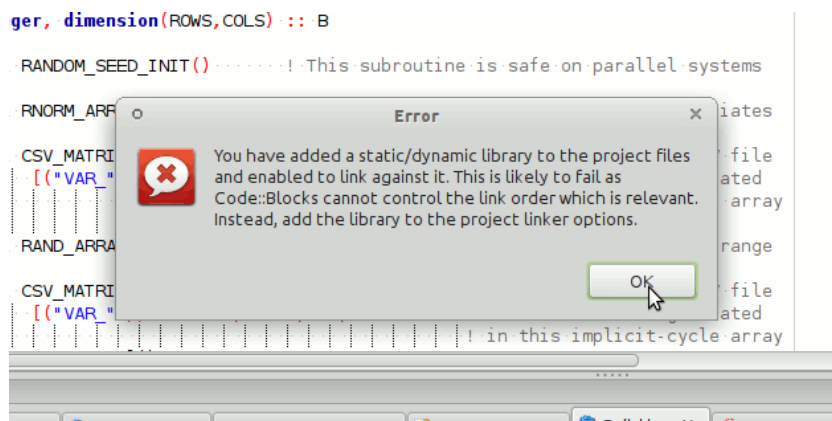 ger, dimension(ROWS,COLS) :: B
RANDOM_SEED_INIT() ! This subroutine is safe on parallel systems
RNORM_ARR iates
Error
CSV_MATRI file
[("VAR_" ated
array
You have added a static/dynamic library to the project files
and enabled to link against it. This is likely to fail as
Code::Blocks cannot control the link order which is relevant.
Instead, add the library to the project linker options.
RAND_ARRA range
OK
CSV_MATRI file
[("VAR_" ated
! in this implicit-cycle array